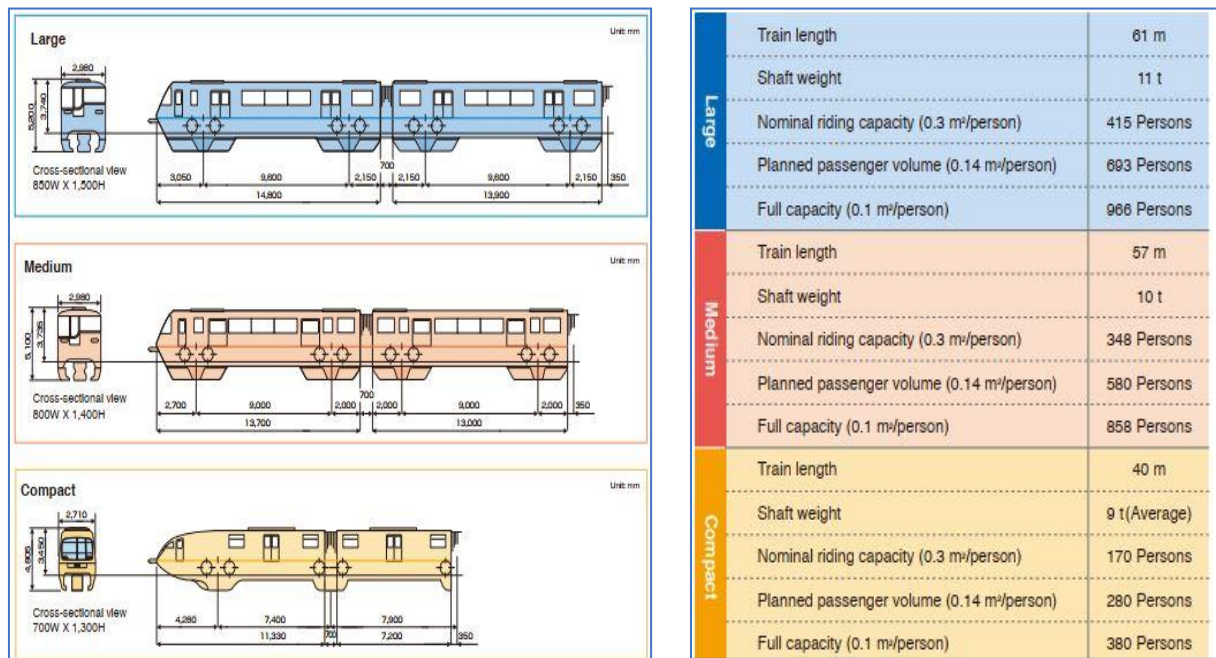 Large
Unit: mm
2,980
5,200
3,740
Cross-sectional view
850W X 1,500H
700
3,050 9,600 2,150 2,150 9,600 2,150 350
14,800 13,900
Medium
Unit: mm
2,980
5,100
3,735
Cross-sectional view
800W X 1,400H
700
2,700 9,000 2,000 2,000 9,000 2,000 350
13,700 13,000
Compact
Unit: mm
2,710
4,805
3,450
Cross-sectional view
700W X 1,300H
4,280 7,400 7,900
11,330 700 7,200 350
Large
Train length 61 m
Shaft weight 11 t
Nominal riding capacity (0.3 m²/person) 415 Persons
Planned passenger volume (0.14 m²/person) 693 Persons
Full capacity (0.1 m²/person) 966 Persons
Medium
Train length 57 m
Shaft weight 10 t
Nominal riding capacity (0.3 m²/person) 348 Persons
Planned passenger volume (0.14 m²/person) 580 Persons
Full capacity (0.1 m²/person) 858 Persons
Compact
Train length 40 m
Shaft weight 9 t(Average)
Nominal riding capacity (0.3 m²/person) 170 Persons
Planned passenger volume (0.14 m²/person) 280 Persons
Full capacity (0.1 m²/person) 380 Persons